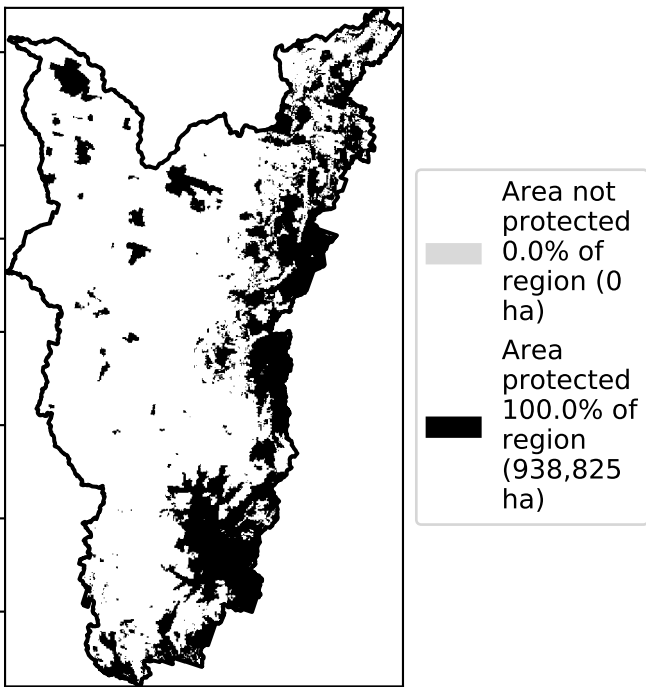 Area not
protected
0.0% of
region (0
ha)
Area
protected
100.0% of
region
(938,825
ha)